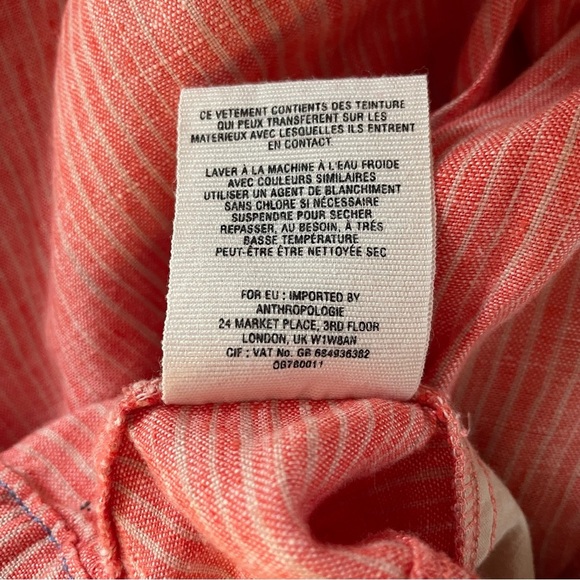 CE VETEMENT CONTIENTS DES TEINTURE
QUI PEUX TRANSFERENT SUR LES
MATERIEUX AVEC LESQUELLES ILS ENTRENT
EN CONTACT.
LAVER À LA MACHINE À L'EAU FROIDE
AVEC COULEURS SIMILAIRES
UTILISER UN AGENT DE BLANCHIMENT
SANS CHLORE SI NÉCESSAIRE
SUSPENDRE POUR SECHER
REPASSER, AU BESOIN, À TRÉS
BASSE TEMPÉRATURE
PEUT-ÊTRE ÊTRE NETTOYÉE SEC
FOR EU : IMPORTED BY
ANTHROPOLOGIE
24 MARKET PLACE, 3RD FLOOR
LONDON, UK W1W8AN
CIF ; VAT No. GB 684936382
OB760011